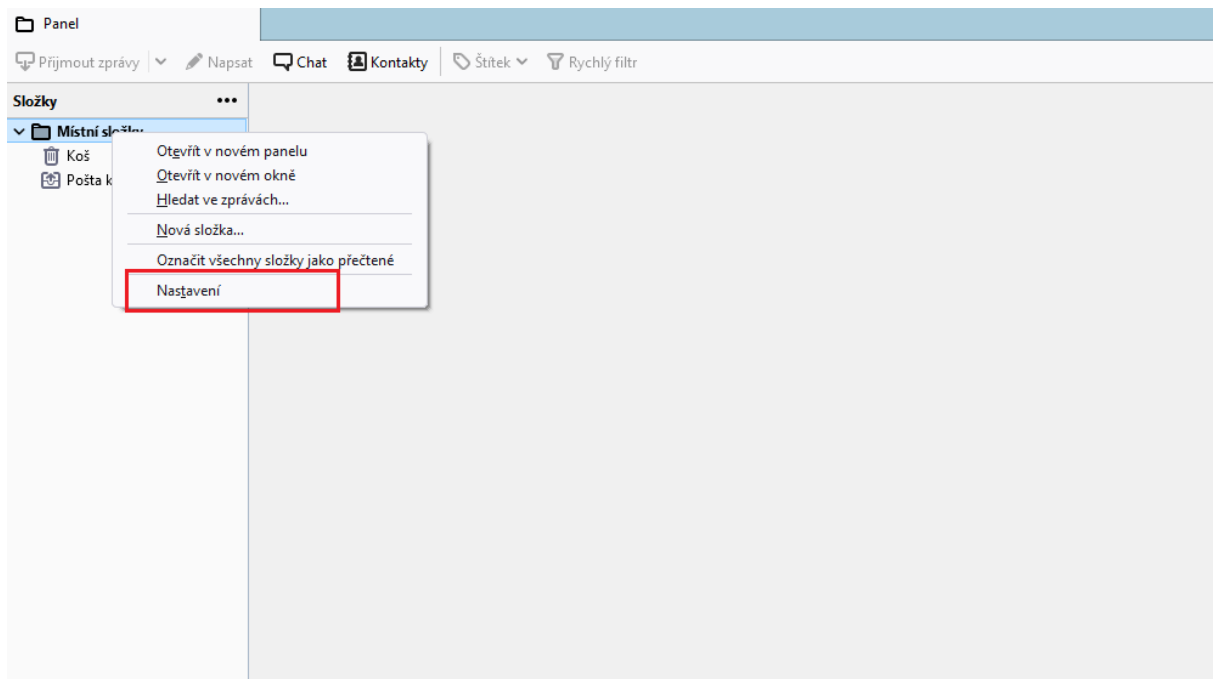 Panel
Přijmout zprávy Napsat Chat Kontakty Štítek Rychlý filtr
Složky
Místní složky
Koš
Pošta k
Otevřít v novém panelu
Otevřít v novém okně
Hledat ve zprávách...
Nová složka...
Označit všechny složky jako přečtené
Nastavení